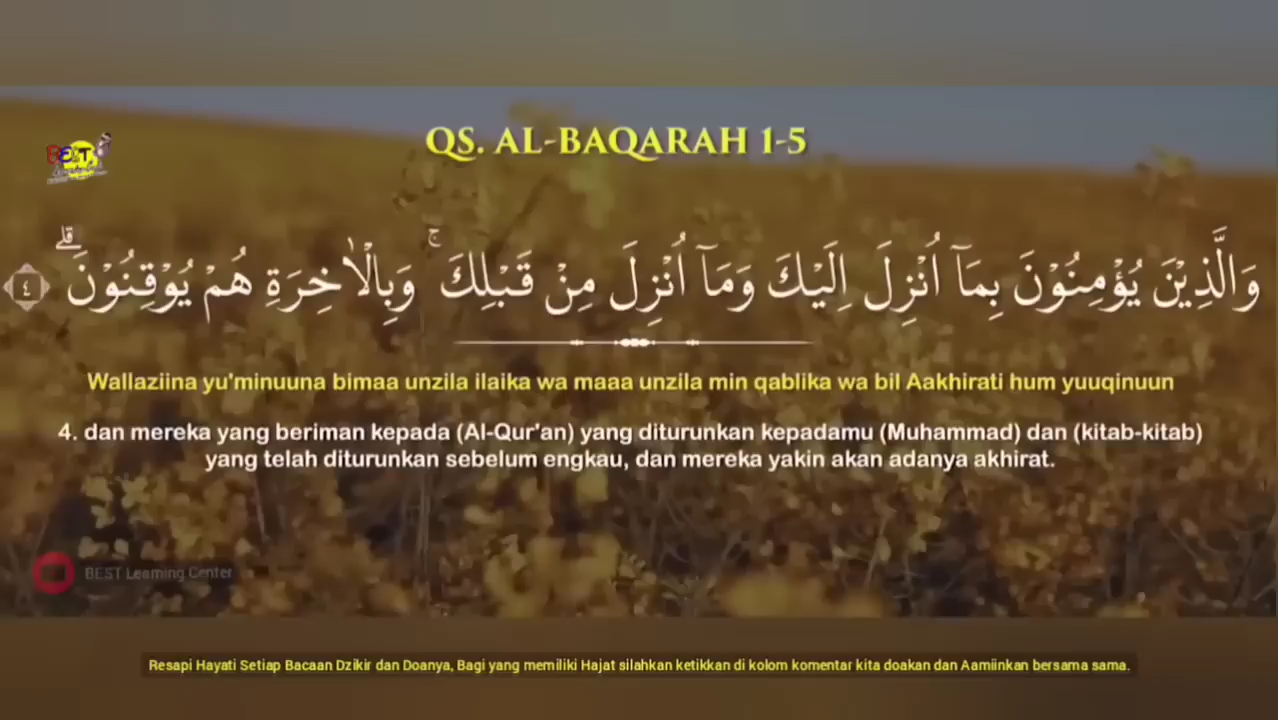 BEST
QS. AL-BAQARAH 1-5
وَالَّذِيْنَ يُؤْمِنُوْنَ بِمَآ اُنْزِلَ اِلَيْكَ وَمَآ اُنْزِلَ مِنْ قَبْلِكَ ۚ وَبِالْاٰخِرَةِ هُمْ يُوْقِنُوْنَۗ ٤
Wallaziina yu'minuuna bimaa unzila ilaika wa maaa unzila min qablika wa bil Aakhirati hum yuuqinuun
4. dan mereka yang beriman kepada (Al-Qur'an) yang diturunkan kepadamu (Muhammad) dan (kitab-kitab)
yang telah diturunkan sebelum engkau, dan mereka yakin akan adanya akhirat.
BEST Learning Center
Resapi Hayati Setiap Bacaan Dzikir dan Doanya, Bagi yang memiliki Hajat silahkan ketikkan di kolom komentar kita doakan dan Aamiinkan bersama sama.